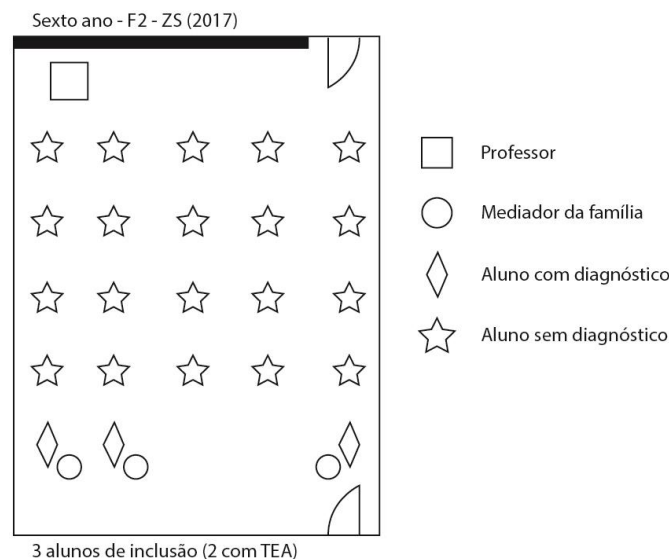 Sexto ano - F2 - ZS (2017)
Professor
Mediador da família
Aluno com diagnóstico
Aluno sem diagnóstico
3 alunos de inclusão (2 com TEA)